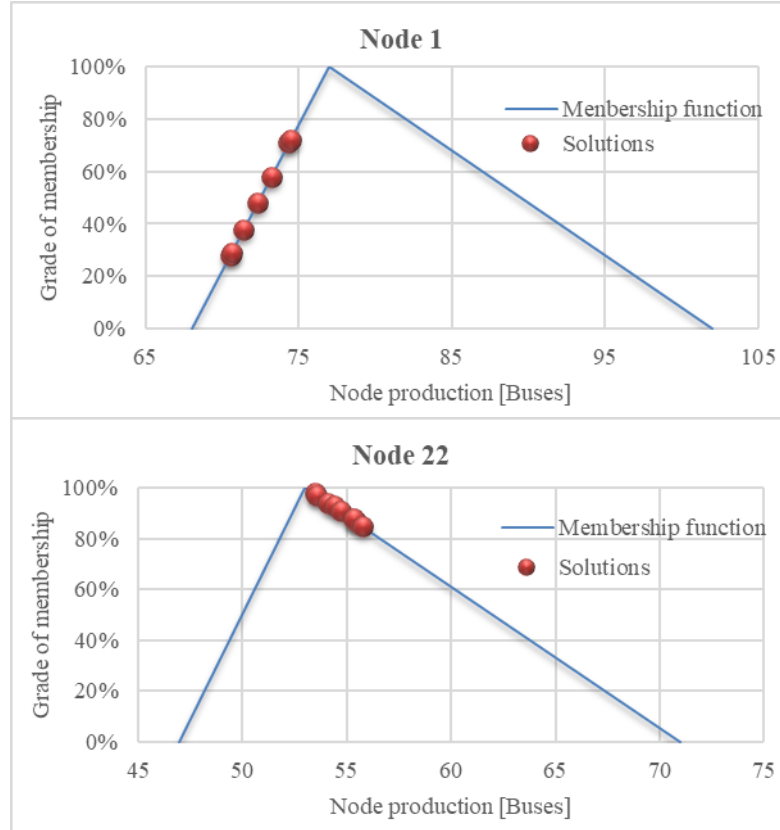 Node 1
100%
80%
60%
40%
20%
0%
Grade of membership
Menbership function
Solutions
65 75 85 95 105
Node production [Buses]
Node 22
100%
80%
60%
40%
20%
0%
Grade of membership
Membership function
Solutions
45 50 55 60 65 70 75
Node production [Buses]